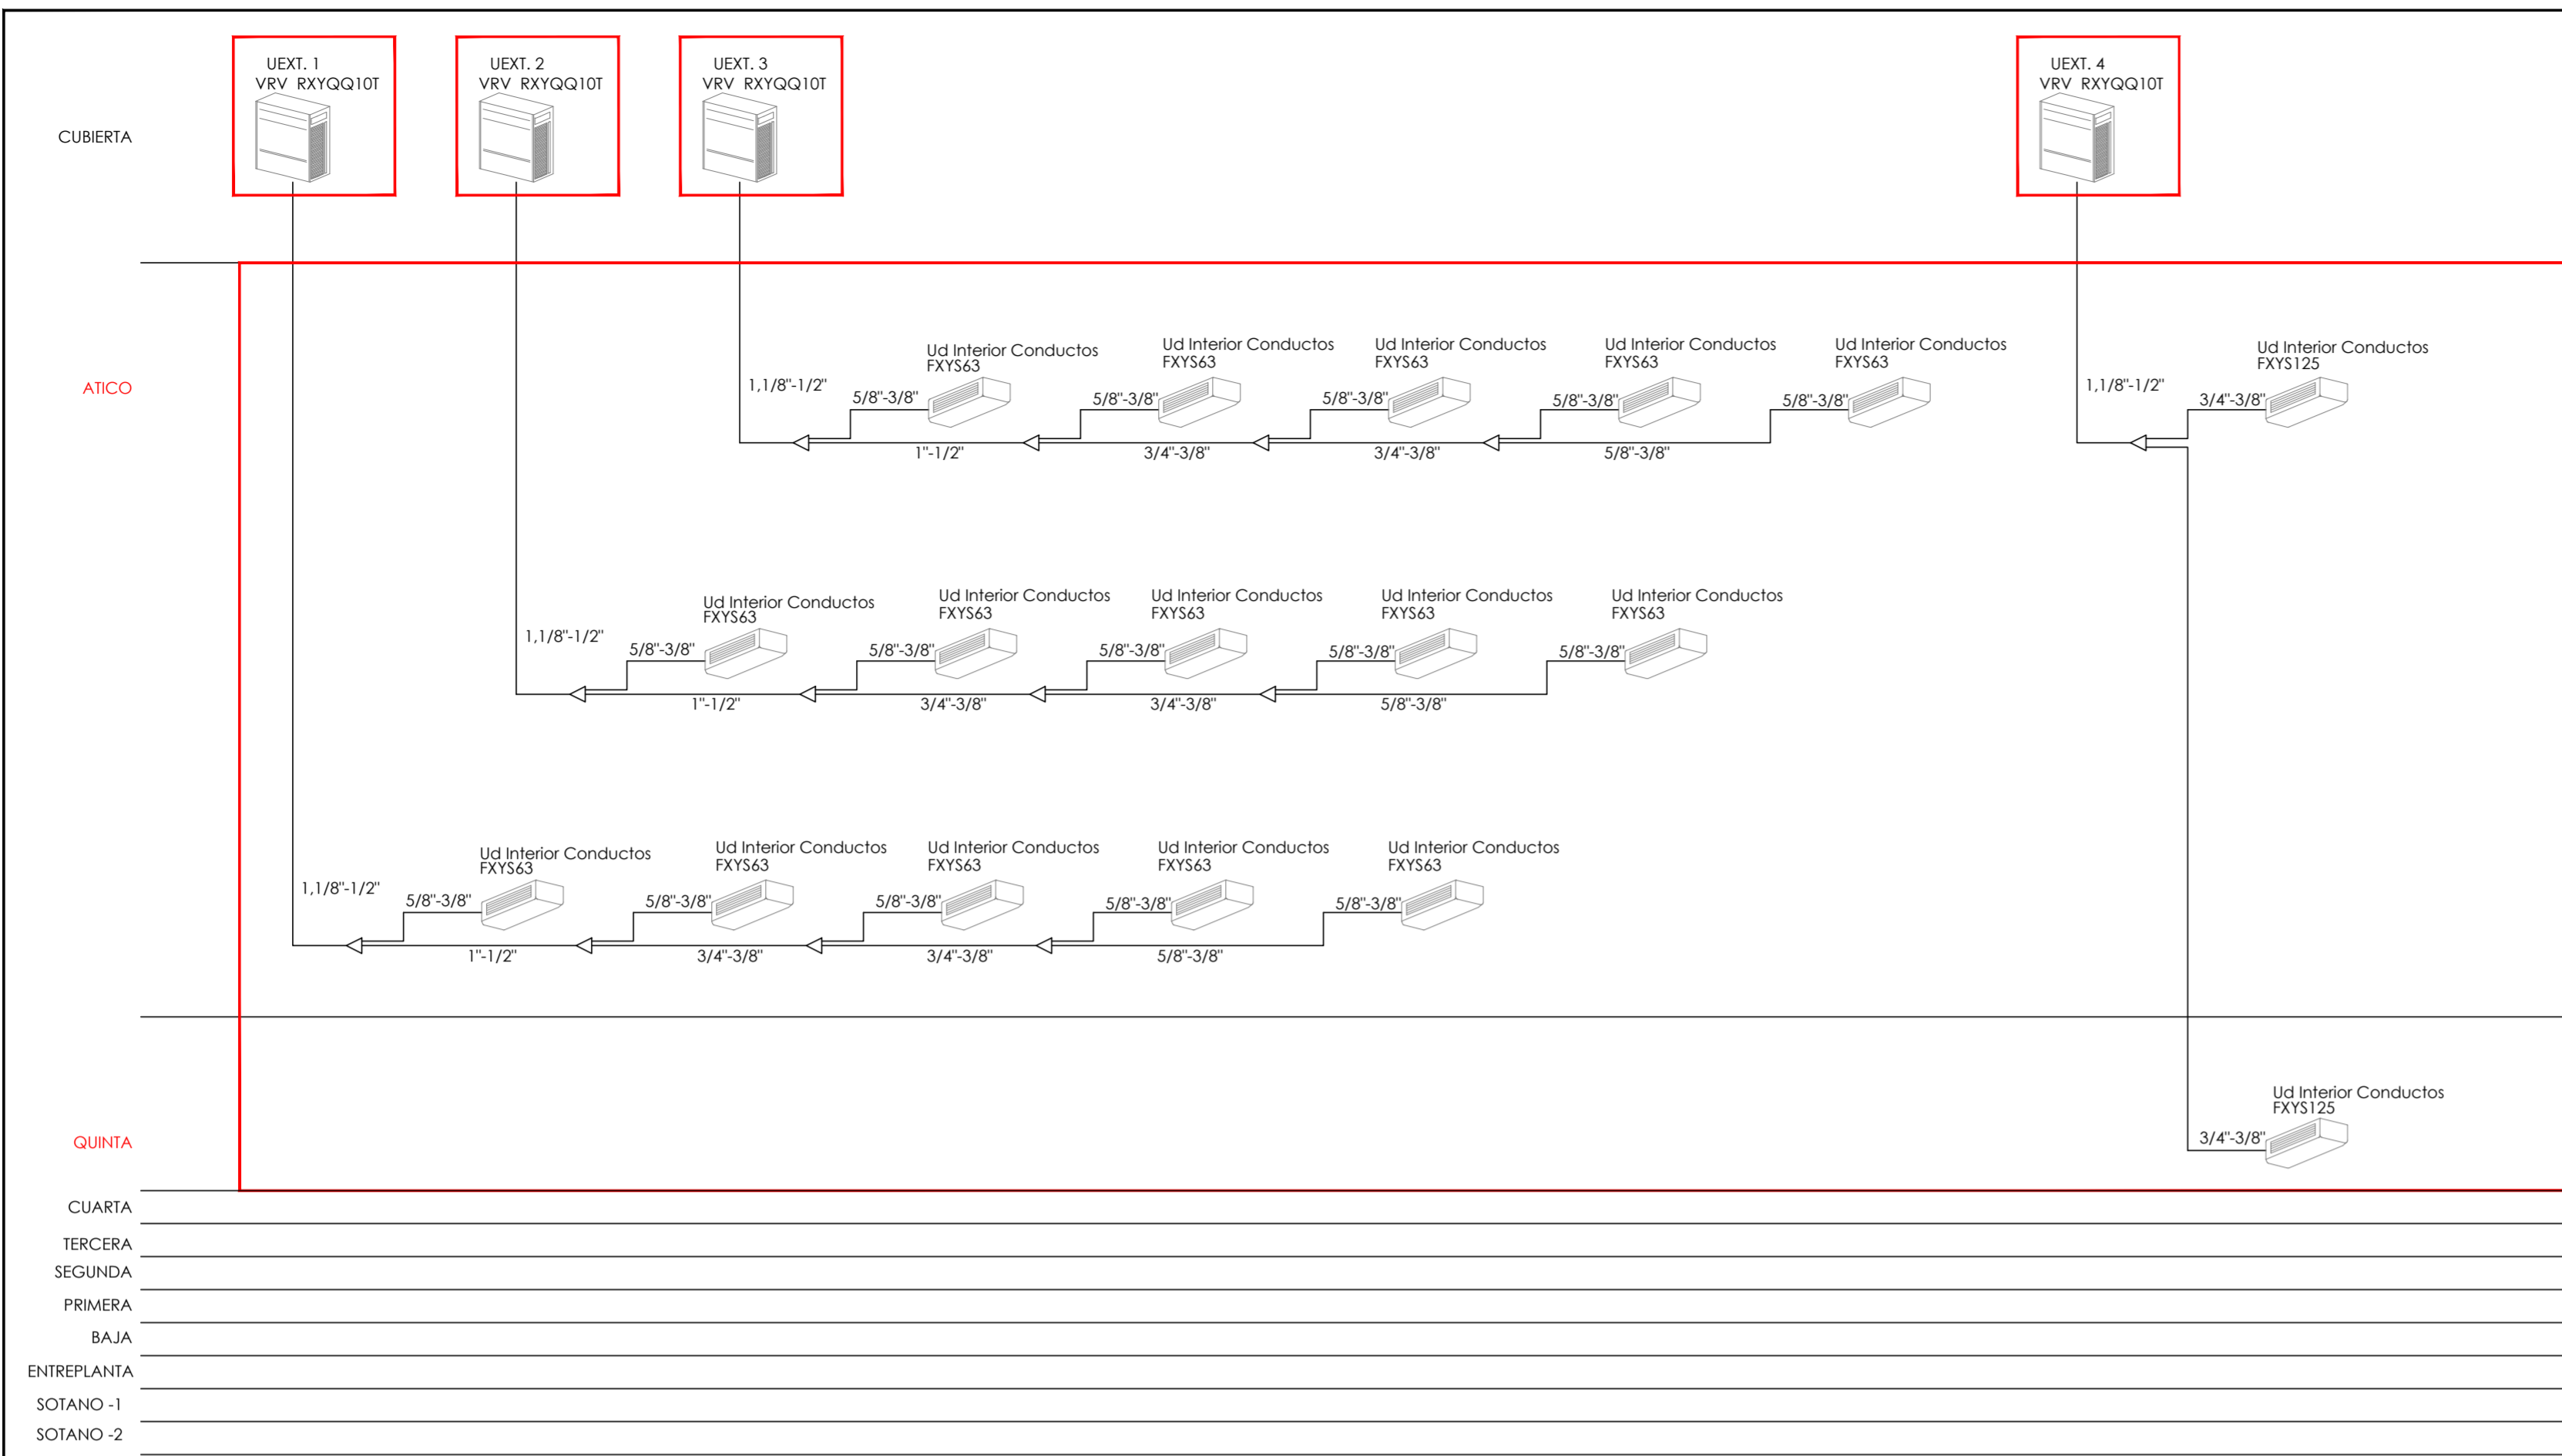 UEXT. 1
VRV RXYQQ10T
UEXT. 2
VRV RXYQQ10T
UEXT. 3
VRV RXYQQ10T
UEXT. 4
VRV RXYQQ10T
CUBIERTA
ATICO
1,1/8"-1/2"
5/8"-3/8"
Ud Interior Conductos
FXYS63
5/8"-3/8"
Ud Interior Conductos
FXYS63
5/8"-3/8"
Ud Interior Conductos
FXYS63
5/8"-3/8"
Ud Interior Conductos
FXYS63
5/8"-3/8"
Ud Interior Conductos
FXYS63
1"-1/2"
3/4"-3/8"
3/4"-3/8"
5/8"-3/8"
1,1/8"-1/2"
3/4"-3/8"
Ud Interior Conductos
FXYS125
1,1/8"-1/2"
5/8"-3/8"
Ud Interior Conductos
FXYS63
5/8"-3/8"
Ud Interior Conductos
FXYS63
5/8"-3/8"
Ud Interior Conductos
FXYS63
5/8"-3/8"
Ud Interior Conductos
FXYS63
5/8"-3/8"
Ud Interior Conductos
FXYS63
1"-1/2"
3/4"-3/8"
3/4"-3/8"
5/8"-3/8"
1,1/8"-1/2"
5/8"-3/8"
Ud Interior Conductos
FXYS63
5/8"-3/8"
Ud Interior Conductos
FXYS63
5/8"-3/8"
Ud Interior Conductos
FXYS63
5/8"-3/8"
Ud Interior Conductos
FXYS63
5/8"-3/8"
Ud Interior Conductos
FXYS63
1"-1/2"
3/4"-3/8"
3/4"-3/8"
5/8"-3/8"
QUINTA
3/4"-3/8"
Ud Interior Conductos
FXYS125
CUARTA
TERCERA
SEGUNDA
PRIMERA
BAJA
ENTREPLANTA
SOTANO -1
SOTANO -2